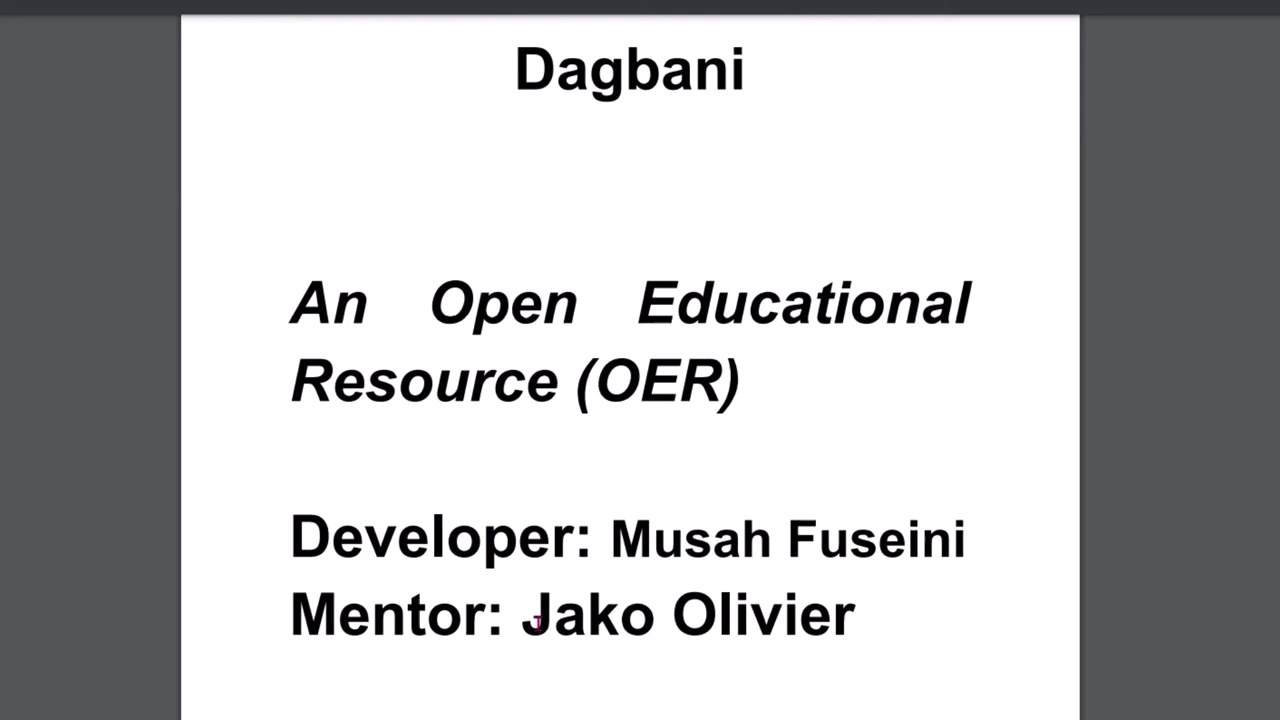 Dagbani
An Open Educational
Resource (OER)
Developer: Musah Fuseini
Mentor: Jako Olivier